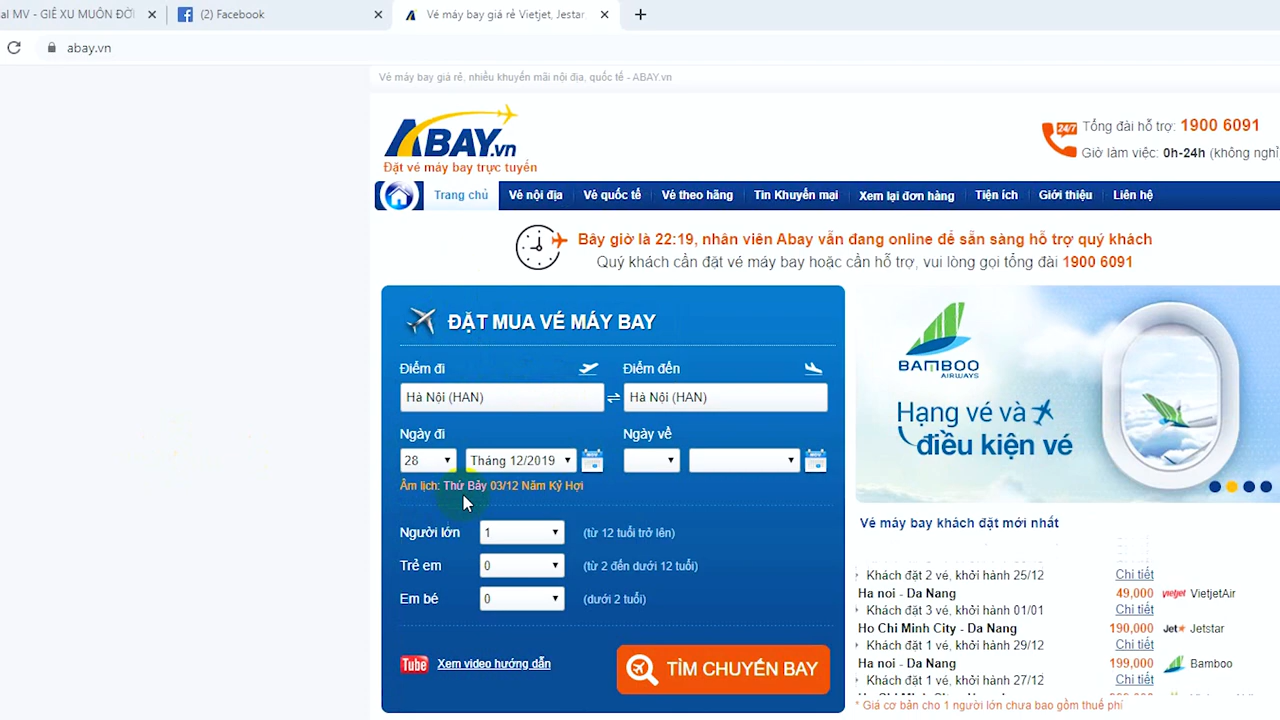 al MV - GIÊ XU MUÔN ĐỜI
(2) Facebook
Vé máy bay giá rẻ Vietjet, Jestar
abay.vn
Vé máy bay giá rẻ, nhiều khuyến mãi nội địa, quốc tế - ABAY.vn
ABAY.vn
Đặt vé máy bay trực tuyến
24/7
Tổng đài hỗ trợ: 1900 6091
Giờ làm việc: 0h-24h (không nghỉ
Trang chủ Vé nội địa Vé quốc tế Vé theo hãng Tin Khuyến mại Xem lại đơn hàng Tiện ích Giới thiệu Liên hệ
Bây giờ là 22:19, nhân viên Abay vẫn đang online để sẵn sàng hỗ trợ quý khách
Quý khách cần đặt vé máy bay hoặc cần hỗ trợ, vui lòng gọi tổng đài 1900 6091
ĐẶT MUA VÉ MÁY BAY
Điểm đi Điểm đến
Hà Nội (HAN) Hà Nội (HAN)
Ngày đi Ngày về
28 Tháng 12/2019
Âm lịch: Thứ Bảy 03/12 Năm Kỷ Hợi
Người lớn 1 (từ 12 tuổi trở lên)
Trẻ em 0 (từ 2 đến dưới 12 tuổi)
Em bé 0 (dưới 2 tuổi)
Tube Xem video hướng dẫn
TÌM CHUYẾN BAY
BAMBOO
AIRWAYS
Hạng vé và
điều kiện vé
Vé máy bay khách đặt mới nhất
Khách đặt 2 vé, khởi hành 25/12 Chi tiết
Ha noi - Da Nang 49,000 vietjet VietjetAir
Khách đặt 3 vé, khởi hành 01/01 Chi tiết
Ho Chi Minh City - Da Nang 190,000 Jet Jetstar
Khách đặt 1 vé, khởi hành 29/12 Chi tiết
Ha noi - Da Nang 199,000 Bamboo
Khách đặt 1 vé, khởi hành 27/12 Chi tiết
* Giá cơ bản cho 1 người lớn chưa bao gồm thuế phí